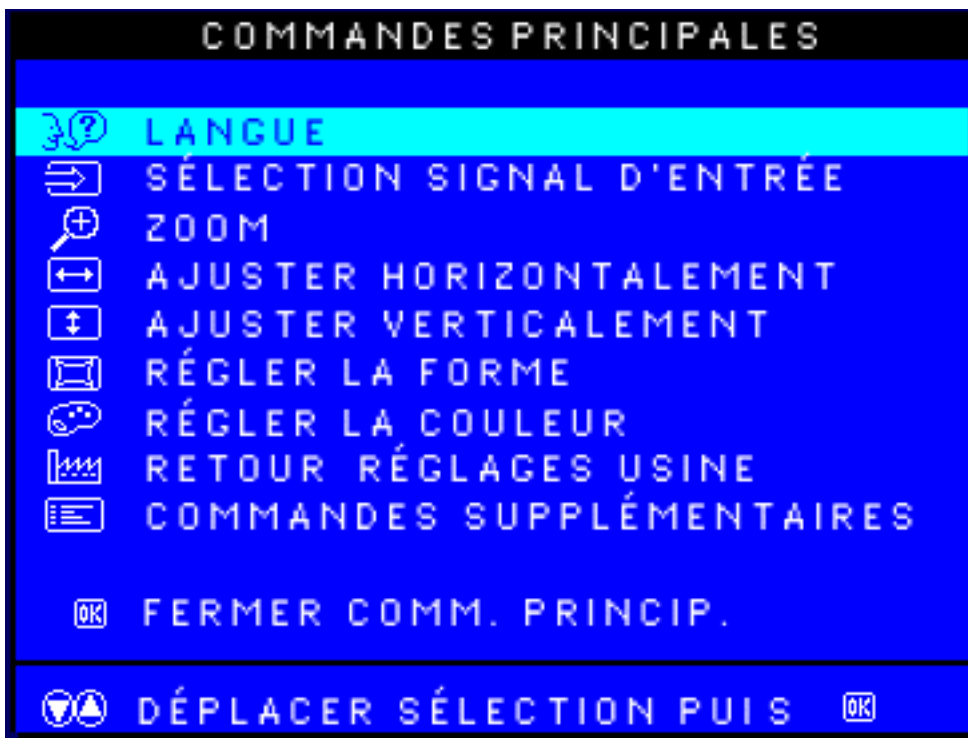 COMMANDES PRINCIPALES
LANGUE
SÉLECTION SIGNAL D'ENTRÉE
ZOOM
AJUSTER HORIZONTALEMENT
AJUSTER VERTICALEMENT
RÉGLER LA FORME
RÉGLER LA COULEUR
RETOUR RÉGLAGES USINE
COMMANDES SUPPLÉMENTAIRES
OK FERMER COMM. PRINCIP.
DÉPLACER SÉLECTION PUIS OK